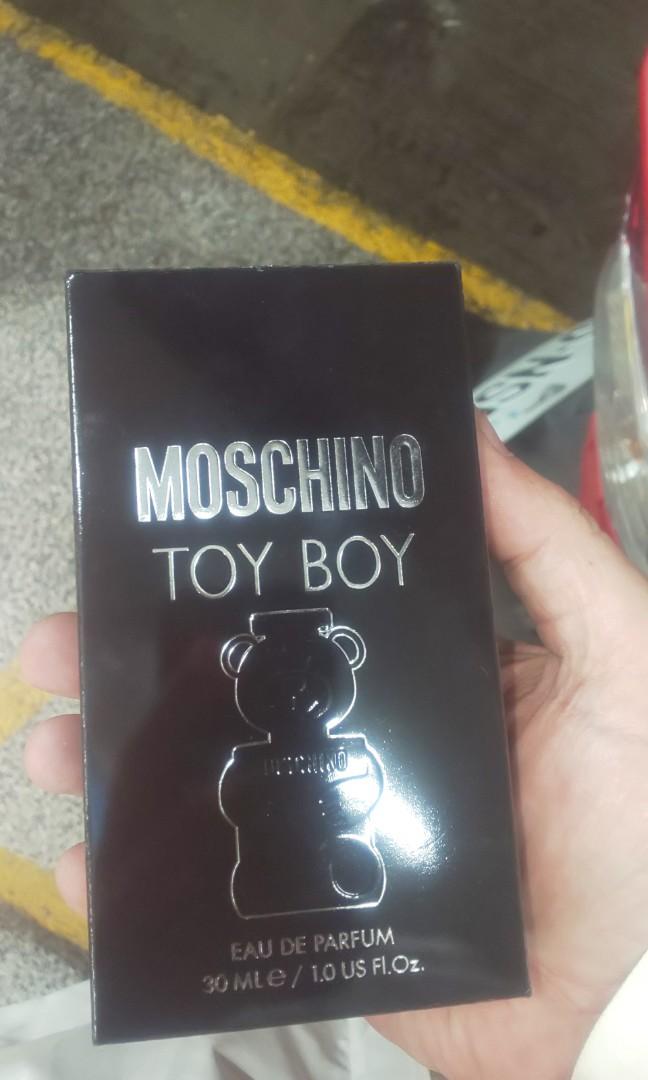 MOSCHINO
TOY BOY
MOSCHINO
EAU DE PARFUM
30 ML e / 1.0 US Fl.Oz.